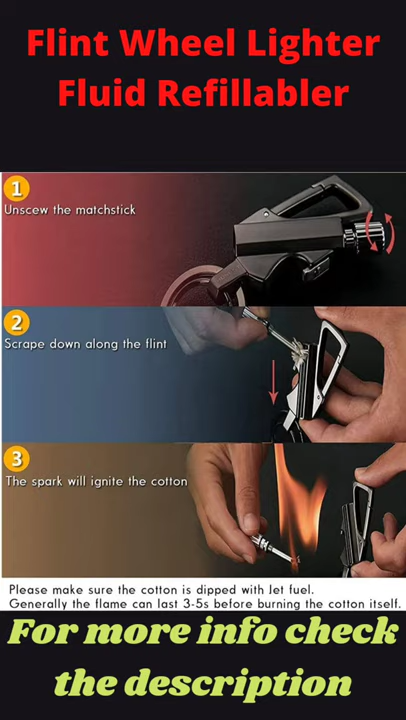 Flint Wheel Lighter
Fluid Refillabler
1
Unscew the matchstick
2
Scrape down along the flint
3
The spark will ignite the cotton
Please make sure the cotton is dipped with Jet fuel.
Generally the flame can last 3-5s before burning the cotton itself.
For more info check
the description